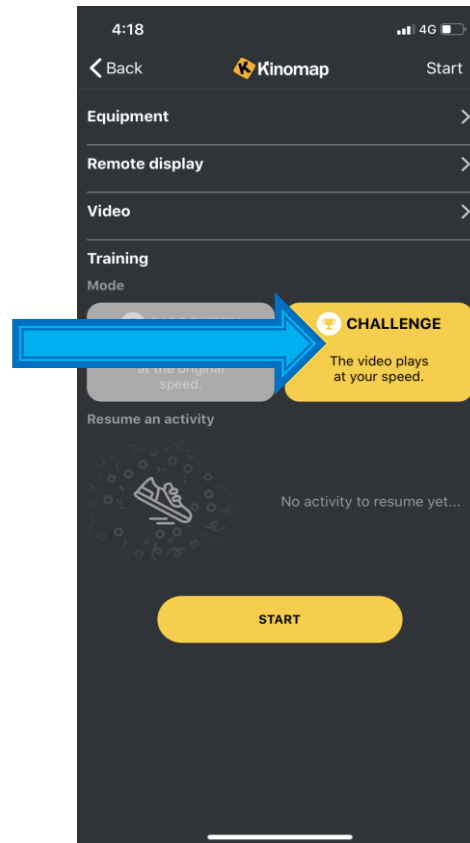 4:18 4G
Back Kinomap Start
Equipment
Remote display
Video
Training
Mode
CHALLENGE
The video plays
at your speed.
at the original
speed.
Resume an activity
No activity to resume yet...
START